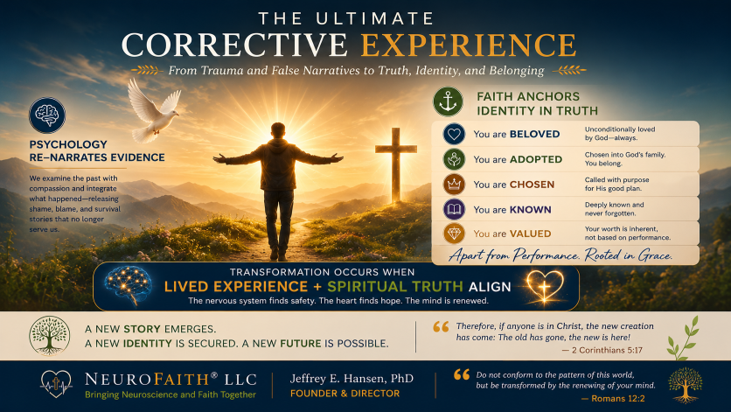 THE ULTIMATE
CORRECTIVE EXPERIENCE
From Trauma and False Narratives to Truth, Identity, and Belonging
PSYCHOLOGY
RE–NARRATES EVIDENCE
We examine the past with
compassion and integrate
what happened—releasing
shame, blame, and survival
stories that no longer
serve us.
FAITH ANCHORS
IDENTITY IN TRUTH
You are BELOVED
Unconditionally loved
by God—always.
You are ADOPTED
Chosen into God's family.
You belong.
You are CHOSEN
Called with purpose
for His good plan.
You are KNOWN
Deeply known and
never forgotten.
You are VALUED
Your worth is inherent,
not based on performance.
Apart from Performance. Rooted in Grace.
TRANSFORMATION OCCURS WHEN
LIVED EXPERIENCE + SPIRITUAL TRUTH ALIGN
The nervous system finds safety. The heart finds hope. The mind is renewed.
A NEW STORY EMERGES.
A NEW IDENTITY IS SECURED. A NEW FUTURE IS POSSIBLE.
“ Therefore, if anyone is in Christ, the new creation
has come: The old has gone, the new is here!
— 2 Corinthians 5:17
NEUROFAITH® LLC
Bringing Neuroscience and Faith Together
Jeffrey E. Hansen, PhD
FOUNDER & DIRECTOR
“ Do not conform to the pattern of this world,
but be transformed by the renewing of your mind.
— Romans 12:2